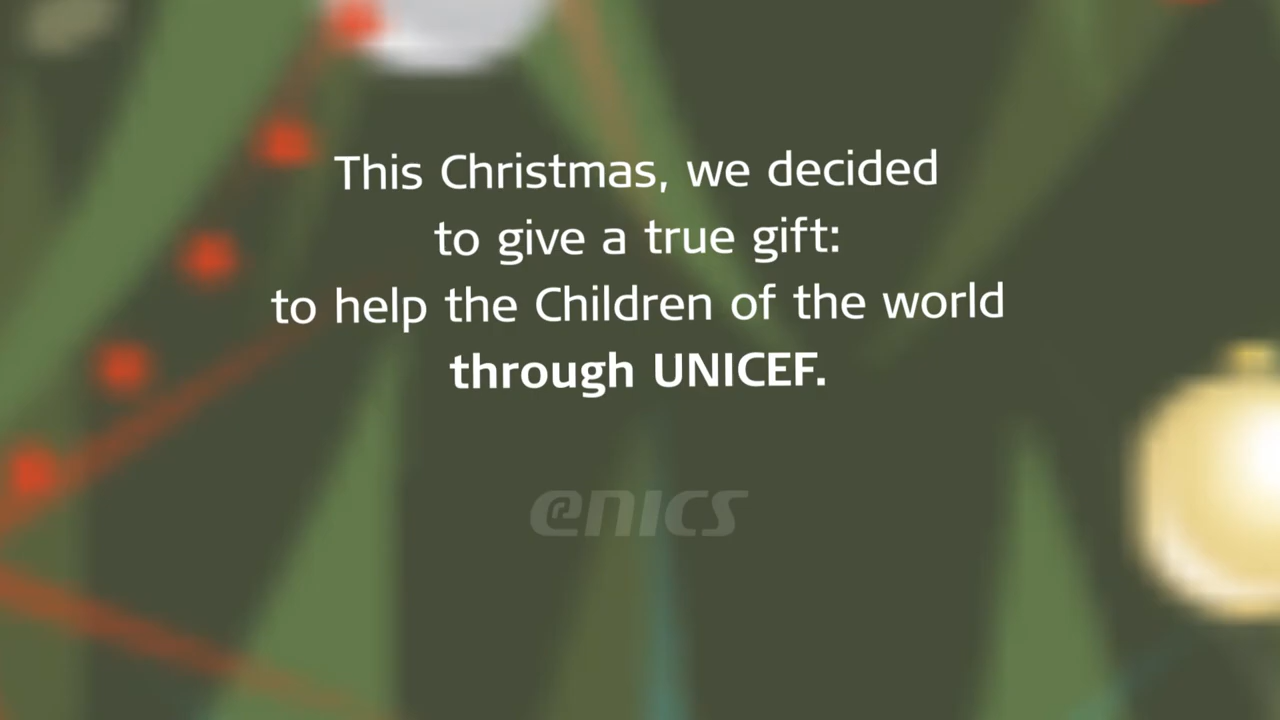 This Christmas, we decided
to give a true gift:
to help the Children of the world
through UNICEF.
enics